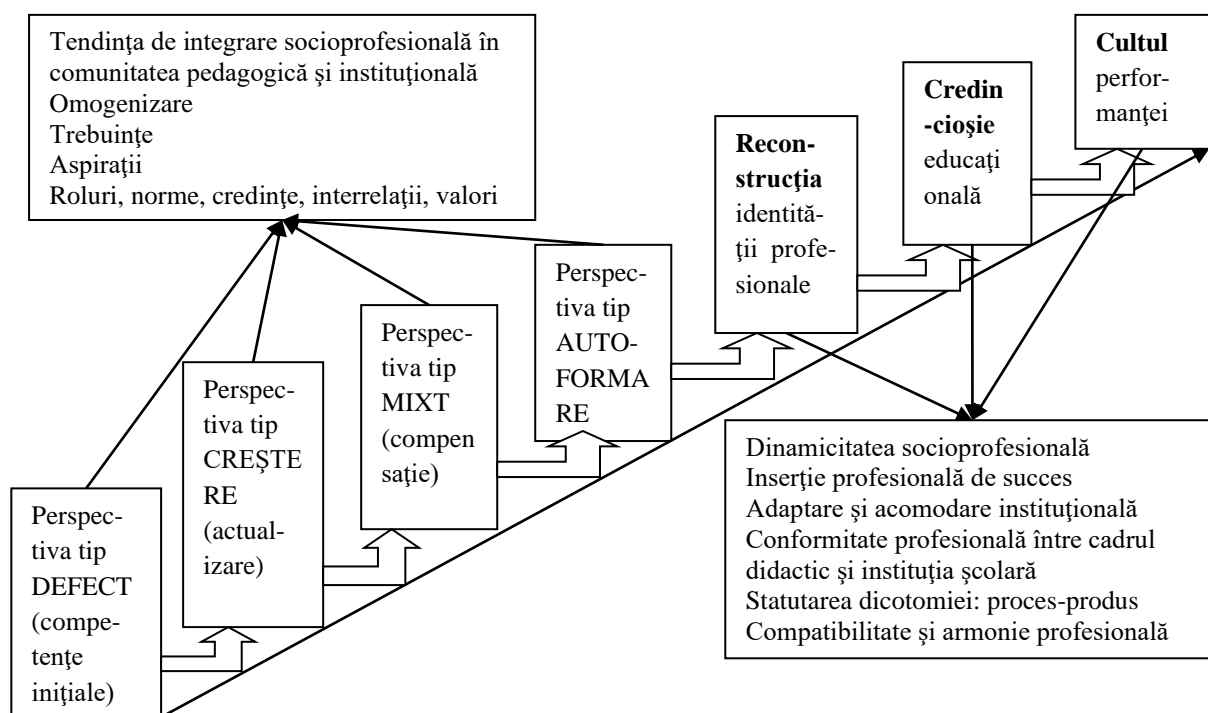 Tendinţa de integrare socioprofesională în
comunitatea pedagogică şi instituţională
Omogenizare
Trebuinţe
Aspiraţii
Roluri, norme, credinţe, interrelaţii, valori
Perspec-
tiva tip
DEFECT
(compe-
tenţe
iniţiale)
Perspec-
tiva tip
CREŞTE
RE
(actual-
izare)
Perspec-
tiva tip
MIXT
(compen
saţie)
Perspec-
tiva tip
AUTO-
FORMA
RE
Recon-
strucţia
identită-
ţii profe-
sionale
Credin
-cioşie
educaţi
onală
Cultul
perfor-
manţei
Dinamicitatea socioprofesională
Inserţie profesională de succes
Adaptare şi acomodare instituţională
Conformitate profesională între cadrul
didactic şi instituţia şcolară
Statutarea dicotomiei: proces-produs
Compatibilitate şi armonie profesională